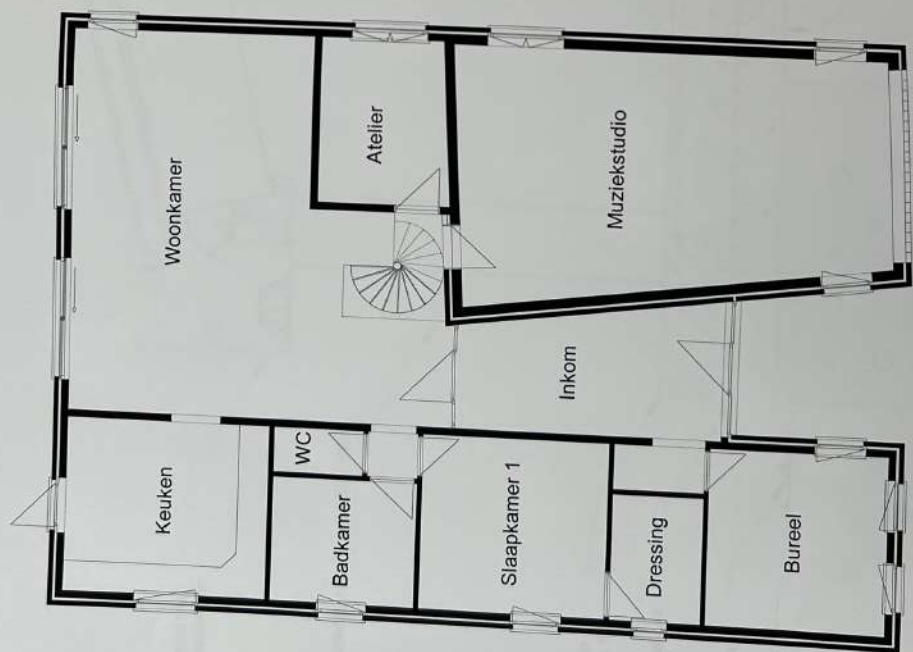 Woonkamer
Atelier
Muziekstudio
Keuken
WC
Badkamer
Inkom
Slaapkamer 1
Dressing
Bureel